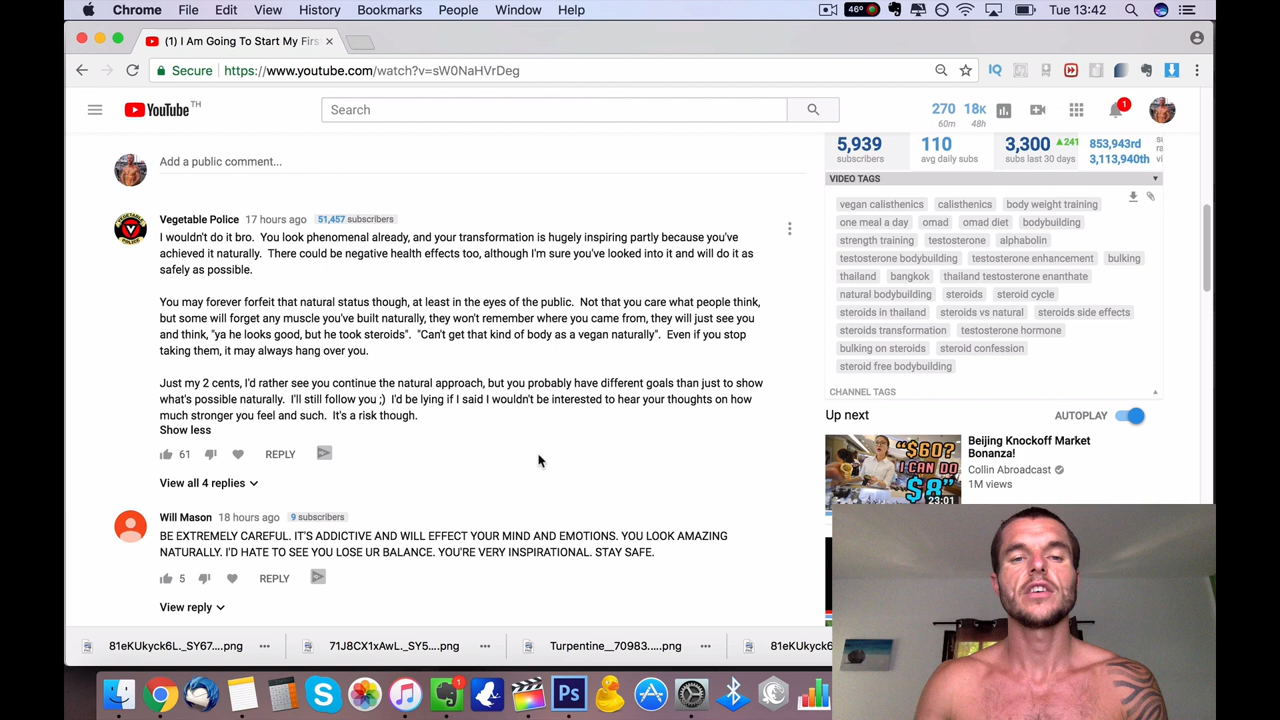 Chrome File Edit View History Bookmarks People Window Help 46° Tue 13:42
(1) I Am Going To Start My Firs
Secure https://www.youtube.com/watch?v=sW0NaHVrDeg
YouTube TH Search 270 60m 18K 48h 1
5,939 subscribers 110 avg daily subs 3,300 ▲241 subs last 30 days 853,943rd 3,113,940th
Add a public comment...
Vegetable Police 17 hours ago 51,457 subscribers
I wouldn't do it bro. You look phenomenal already, and your transformation is hugely inspiring partly because you've
achieved it naturally. There could be negative health effects too, although I'm sure you've looked into it and will do it as
safely as possible.
You may forever forfeit that natural status though, at least in the eyes of the public. Not that you care what people think,
but some will forget any muscle you've built naturally, they won't remember where you came from, they will just see you
and think, "ya he looks good, but he took steroids". "Can't get that kind of body as a vegan naturally". Even if you stop
taking them, it may always hang over you.
Just my 2 cents, I'd rather see you continue the natural approach, but you probably have different goals than just to show
what's possible naturally. I'll still follow you ;) I'd be lying if I said I wouldn't be interested to hear your thoughts on how
much stronger you feel and such. It's a risk though.
Show less
61 REPLY
View all 4 replies
Will Mason 18 hours ago 9 subscribers
BE EXTREMELY CAREFUL. IT'S ADDICTIVE AND WILL EFFECT YOUR MIND AND EMOTIONS. YOU LOOK AMAZING
NATURALLY. I'D HATE TO SEE YOU LOSE UR BALANCE. YOU'RE VERY INSPIRATIONAL. STAY SAFE.
5 REPLY
View reply
VIDEO TAGS
vegan calisthenics calisthenics body weight training
one meal a day omad omad diet bodybuilding
strength training testosterone alphabolin
testosterone bodybuilding testosterone enhancement bulking
thailand bangkok thailand testosterone enanthate
natural bodybuilding steroids steroid cycle
steroids in thailand steroids vs natural steroids side effects
steroids transformation testosterone hormone
bulking on steroids steroid confession
steroid free bodybuilding
CHANNEL TAGS
Up next AUTOPLAY
"$60?
I CAN DO
$8"
23:01
Beijing Knockoff Market
Bonanza!
Collin Abroadcast
1M views
81eKUkyck6L._SY67....png 71J8CX1xAwL._SY5....png Turpentine__70983.....png 81eKUkyck6L
1
Ps